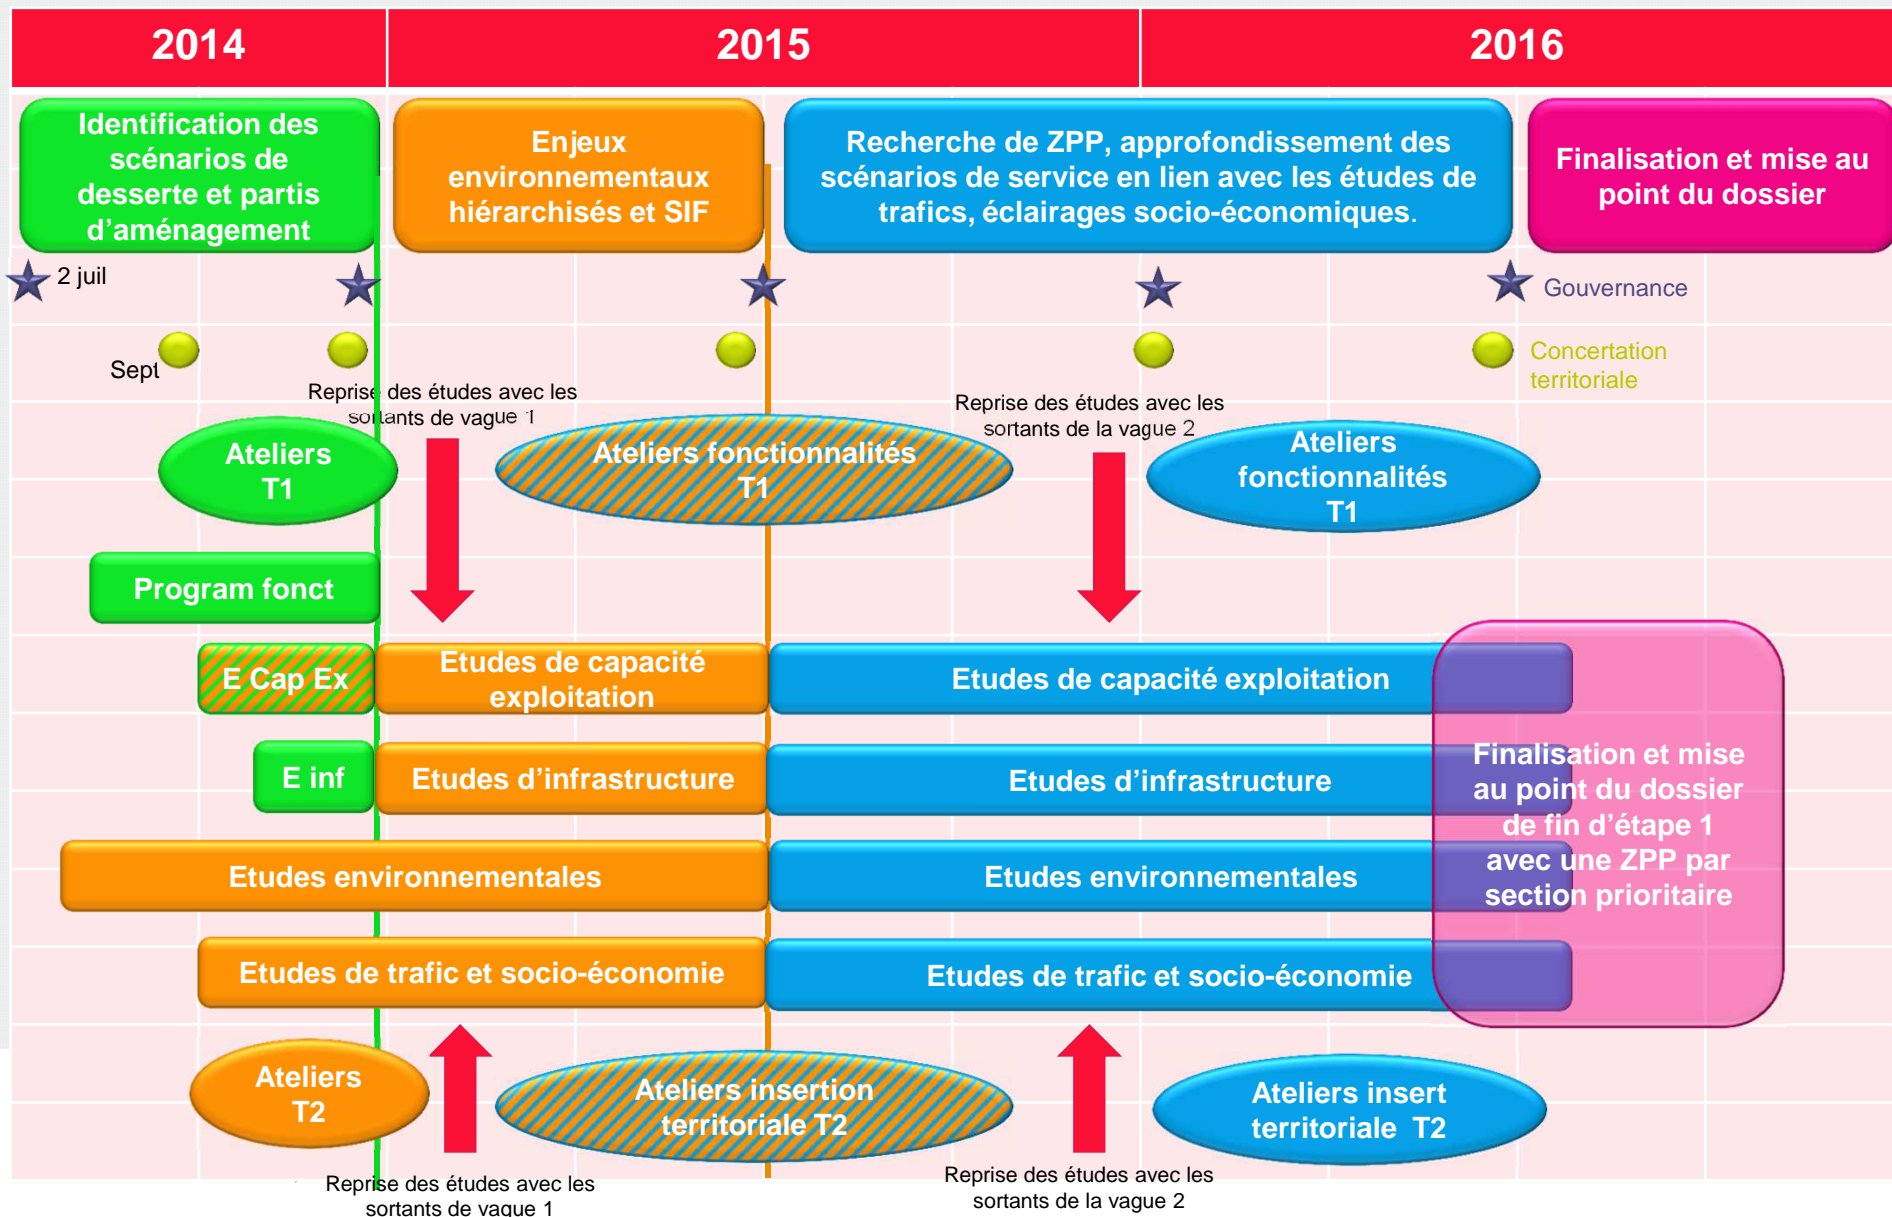 2014
2015
2016
Identification des
scénarios de
desserte et partis
d'aménagement
Enjeux
environnementaux
hiérarchisés et SIF
Recherche de ZPP, approfondissement des
scénarios de service en lien avec les études de
trafics, éclairages socio-économiques.
Finalisation et mise au
point du dossier
2 juil
Gouvernance
Sept
Concertation
territoriale
Reprise des études avec les
sortants de vague 1
Reprise des études avec les
sortants de la vague 2
Ateliers
T1
Ateliers fonctionnalités
T1
Ateliers
fonctionnalités
T1
Program fonct
E Cap Ex
Etudes de capacité
exploitation
Etudes de capacité exploitation
E inf
Etudes d'infrastructure
Etudes d'infrastructure
Finalisation et mise
au point du dossier
de fin d'étape 1
avec une ZPP par
section prioritaire
Etudes environnementales
Etudes environnementales
Etudes de trafic et socio-économie
Etudes de trafic et socio-économie
Ateliers
T2
Ateliers insertion
territoriale T2
Ateliers insert
territoriale T2
Reprise des études avec les
sortants de vague 1
Reprise des études avec les
sortants de la vague 2